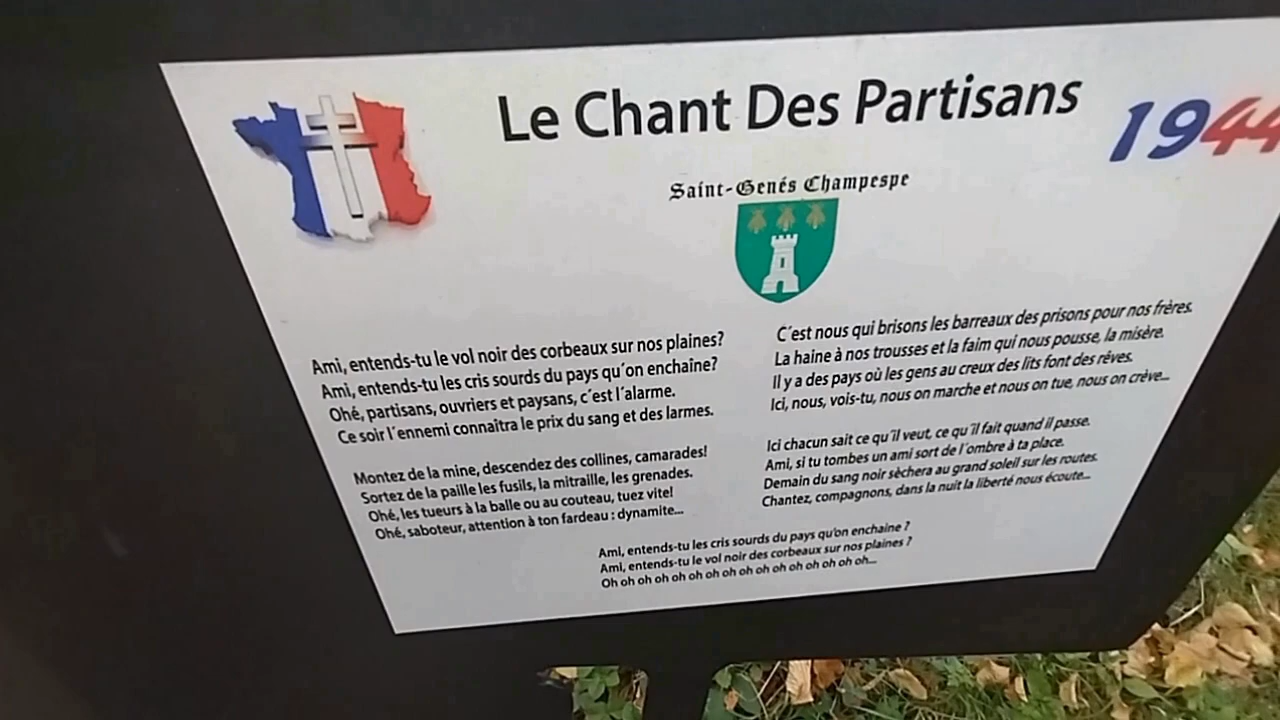 Le Chant Des Partisans
1944
Saint-Genés Champespe
Ami, entends-tu le vol noir des corbeaux sur nos plaines?
Ami, entends-tu les cris sourds du pays qu´on enchaîne?
Ohé, partisans, ouvriers et paysans, c´est l´alarme.
Ce soir l´ennemi connaîtra le prix du sang et des larmes.
Montez de la mine, descendez des collines, camarades!
Sortez de la paille les fusils, la mitraille, les grenades.
Ohé, les tueurs à la balle ou au couteau, tuez vite!
Ohé, saboteur, attention à ton fardeau : dynamite...
C´est nous qui brisons les barreaux des prisons pour nos frères.
La haine à nos trousses et la faim qui nous pousse, la misère.
Il y a des pays où les gens au creux des lits font des rêves.
Ici, nous, vois-tu, nous on marche et nous on tue, nous on crève...
Ici chacun sait ce qu´il veut, ce qu´il fait quand il passe.
Ami, si tu tombes un ami sort de l´ombre à ta place.
Demain du sang noir sèchera au grand soleil sur les routes.
Chantez, compagnons, dans la nuit la liberté nous écoute...
Ami, entends-tu les cris sourds du pays qu'on enchaine ?
Ami, entends-tu le vol noir des corbeaux sur nos plaines ?
Oh oh oh oh oh oh oh oh oh oh oh oh oh oh oh oh...